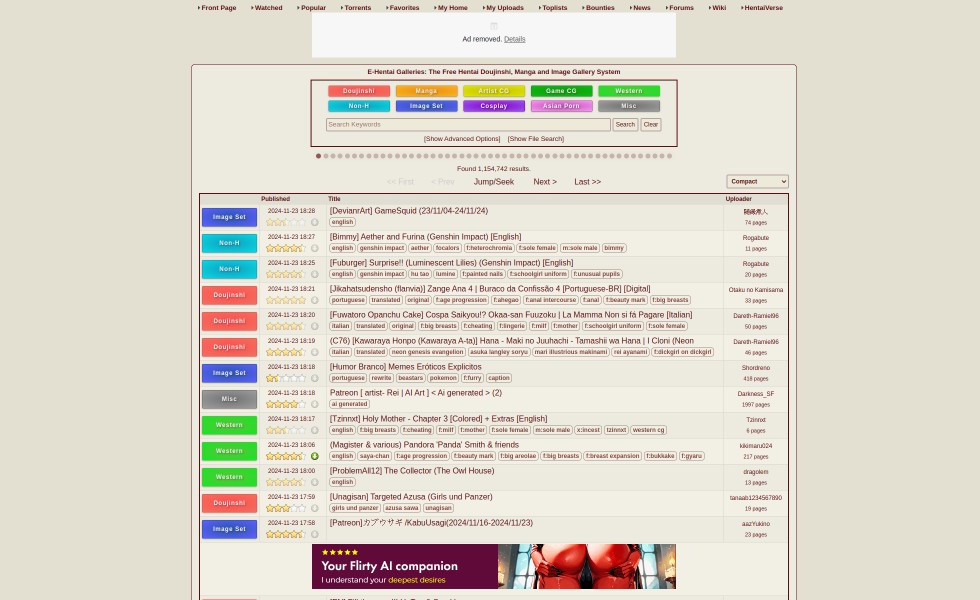 Front Page Watched Popular Torrents Favorites My Home My Uploads Toplists Bounties News Forums Wiki HentaiVerse
Ad removed. Details
E-Hentai Galleries: The Free Hentai Doujinshi, Manga and Image Gallery System
Doujinshi Manga Artist CG Game CG Western
Non-H Image Set Cosplay Asian Porn Misc
Search Keywords Search Clear
[Show Advanced Options] [Show File Search]
Found 1,154,742 results.
<< First < Prev Jump/Seek Next > Last >> Compact
Published Title Uploader
Image Set 2024-11-23 18:28 [DevianrArt] GameSquid (23/11/04-24/11/24)
english 74 pages
Non-H 2024-11-23 18:27 [Bimmy] Aether and Furina (Genshin Impact) [English] Rogabute
english genshin impact aether focalors f:heterochromia f:sole female m:sole male bimmy 11 pages
Non-H 2024-11-23 18:25 [Fuburger] Surprise!! (Luminescent Lilies) (Genshin Impact) [English] Rogabute
english genshin impact hu tao lumine f:painted nails f:schoolgirl uniform f:unusual pupils 20 pages
Doujinshi 2024-11-23 18:21 [Jikahatsudensho (flanvia)] Zange Ana 4 | Buraco da Confissão 4 [Portuguese-BR] [Digital] Otaku no Kamisama
portuguese translated original f:age progression f:ahegao f:anal intercourse f:anal f:beauty mark f:big breasts 33 pages
Doujinshi 2024-11-23 18:20 [Fuwatoro Opanchu Cake] Cospa Saikyou!? Okaa-san Fuuzoku | La Mamma Non si fá Pagare [Italian] Dareth-Ramiel96
italian translated original f:big breasts f:cheating f:lingerie f:milf f:mother f:schoolgirl uniform f:sole female 50 pages
Doujinshi 2024-11-23 18:19 (C76) [Kawaraya Honpo (Kawaraya A-ta)] Hana - Maki no Juuhachi - Tamashii wa Hana | I Cloni (Neon Dareth-Ramiel96
italian translated neon genesis evangelion asuka langley soryu mari illustrious makinami rei ayanami f:dickgirl on dickgirl 46 pages
Image Set 2024-11-23 18:18 [Humor Branco] Memes Eróticos Explicitos Shordreno
portuguese rewrite beastars pokemon f:furry caption 418 pages
Misc 2024-11-23 18:18 Patreon [ artist- Rei | AI Art ] < Ai generated > (2) Darkness_SF
ai generated 1997 pages
Western 2024-11-23 18:17 [Tzinnxt] Holy Mother - Chapter 3 [Colored] + Extras [English] Tzinnxt
english f:big breasts f:cheating f:milf f:mother f:sole female m:sole male x:incest tzinnxt western cg 6 pages
Western 2024-11-23 18:06 (Magister & various) Pandora 'Panda' Smith & friends kikimaru024
english saya-chan f:age progression f:beauty mark f:big areolae f:big breasts f:breast expansion f:bukkake f:gyaru 217 pages
Western 2024-11-23 18:00 [ProblemAll12] The Collector (The Owl House) dragolem
english 13 pages
Doujinshi 2024-11-23 17:59 [Unagisan] Targeted Azusa (Girls und Panzer) tanaab1234567890
girls und panzer azusa sawa unagisan 19 pages
Image Set 2024-11-23 17:58 [Patreon]カブウサギ /KabuUsagi(2024/11/16-2024/11/23) aazYukino
23 pages
Your Flirty AI companion
I understand your deepest desires